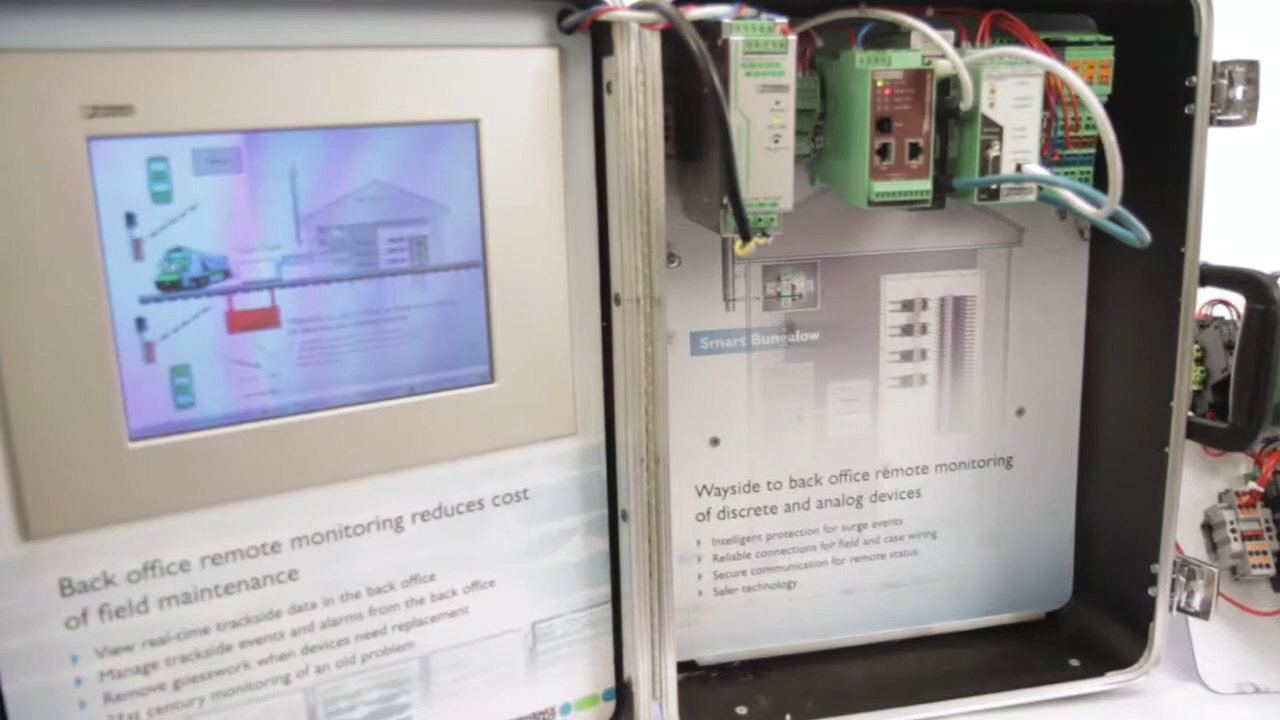 Back office remote monitoring reduces cost
of field maintenance
View real-time trackside data in the back office
Manage trackside events and alarms from the back office
Remove guesswork when devices need replacement
21st century monitoring of an old problem
Smart Bungalow
Wayside to back office remote monitoring
of discrete and analog devices
Intelligent protection for surge events
Reliable connections for field and case wiring
Secure communication for remote status
Safer technology